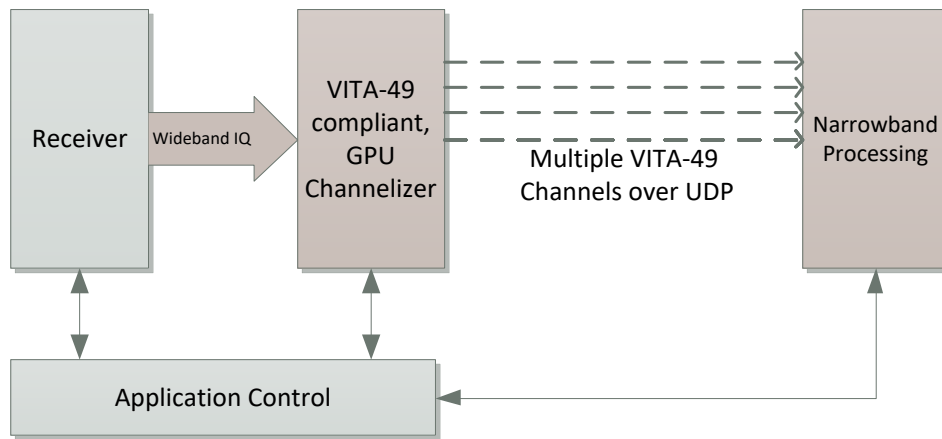 Receiver
Wideband IQ
VITA-49
compliant,
GPU
Channelizer
Multiple VITA-49
Channels over UDP
Narrowband
Processing
Application Control